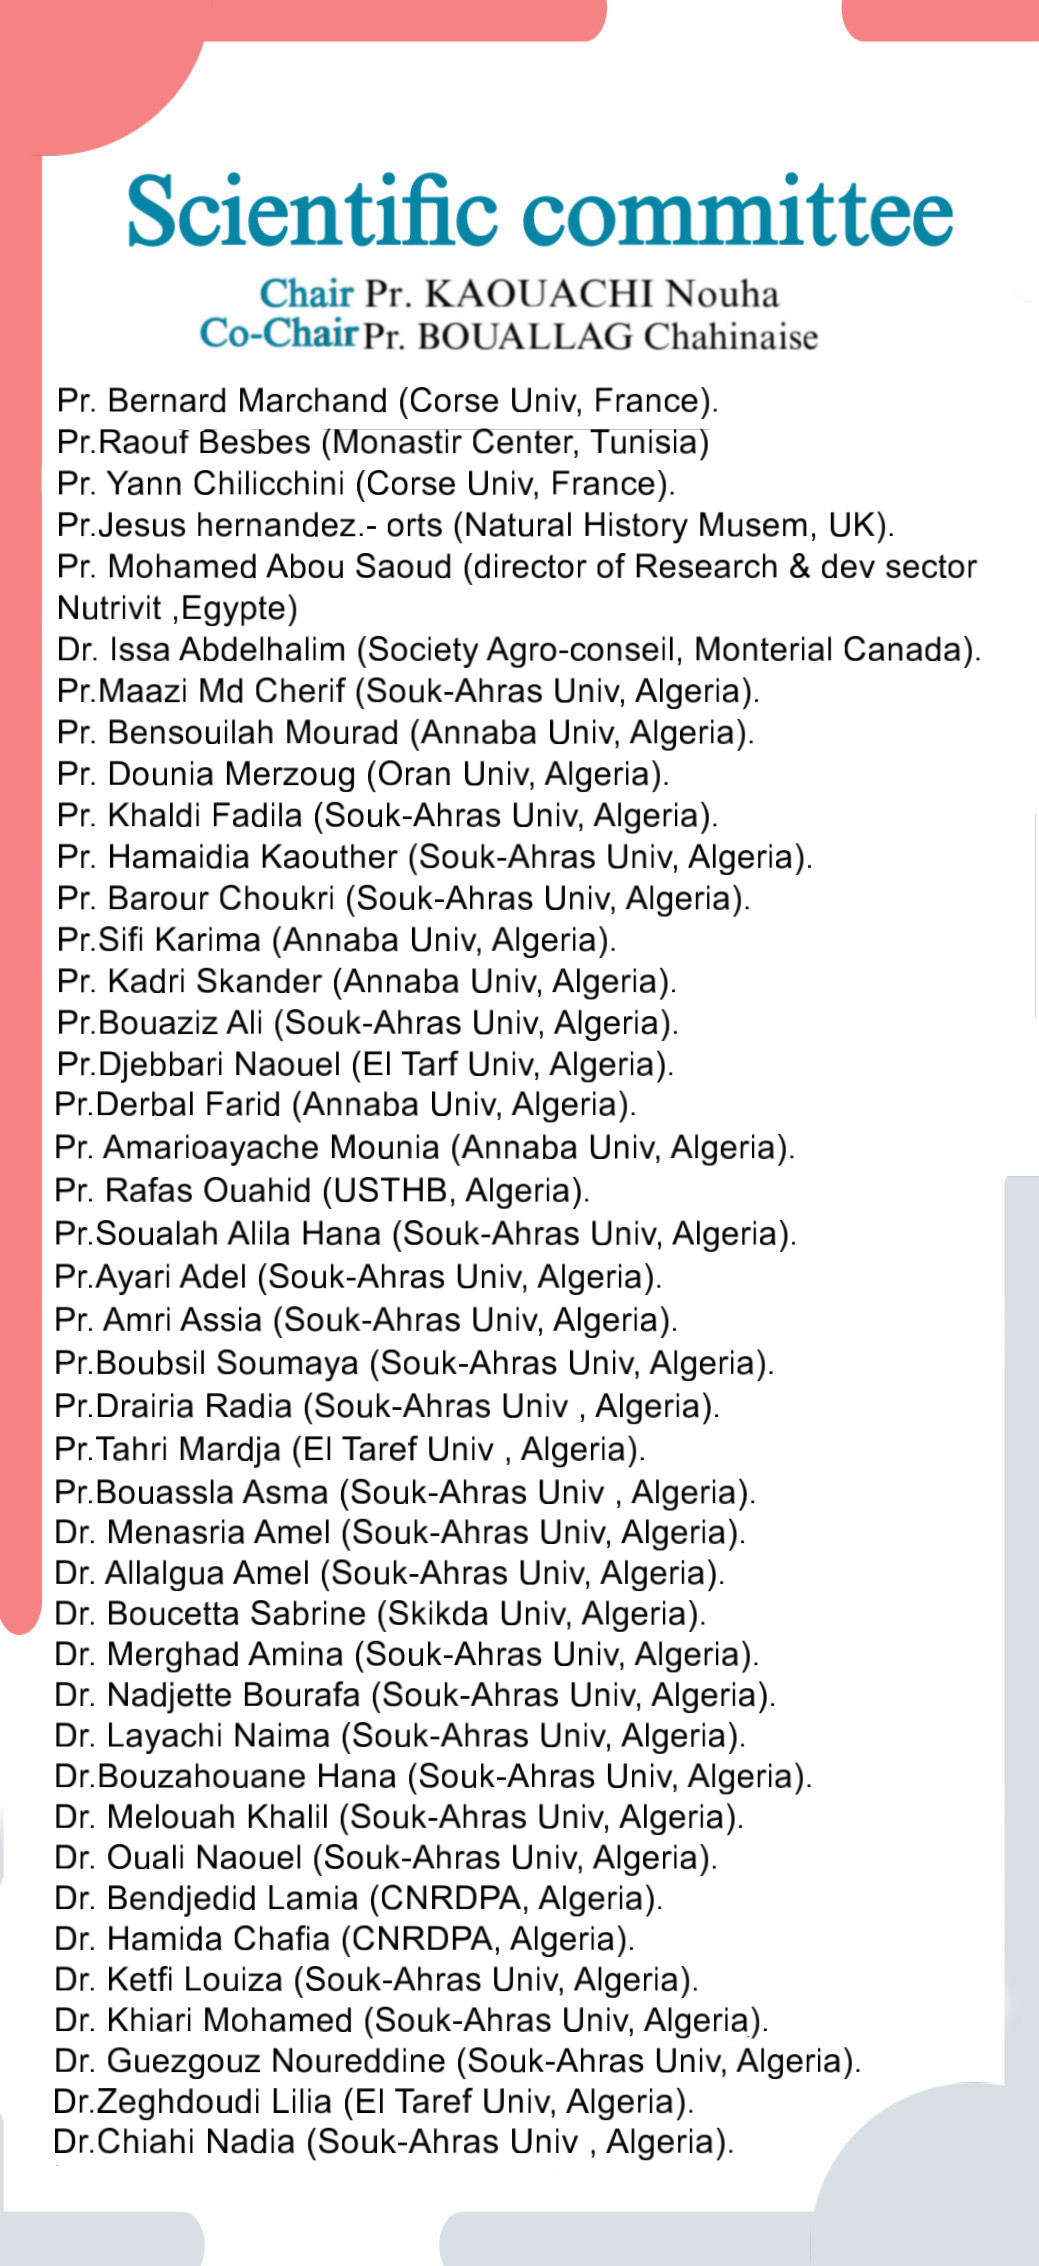 Scientific committee
Chair Pr. KAOUACHI Nouha
Co-Chair Pr. BOUALLAG Chahinaise
Pr. Bernard Marchand (Corse Univ, France).
Pr.Raouf Besbes (Monastir Center, Tunisia)
Pr. Yann Chilicchini (Corse Univ, France).
Pr.Jesus hernandez.- orts (Natural History Musem, UK).
Pr. Mohamed Abou Saoud (director of Research & dev sector
Nutrivit ,Egypte)
Dr. Issa Abdelhalim (Society Agro-conseil, Monterial Canada).
Pr.Maazi Md Cherif (Souk-Ahras Univ, Algeria).
Pr. Bensouilah Mourad (Annaba Univ, Algeria).
Pr. Dounia Merzoug (Oran Univ, Algeria).
Pr. Khaldi Fadila (Souk-Ahras Univ, Algeria).
Pr. Hamaidia Kaouther (Souk-Ahras Univ, Algeria).
Pr. Barour Choukri (Souk-Ahras Univ, Algeria).
Pr.Sifi Karima (Annaba Univ, Algeria).
Pr. Kadri Skander (Annaba Univ, Algeria).
Pr.Bouaziz Ali (Souk-Ahras Univ, Algeria).
Pr.Djebbari Naouel (El Tarf Univ, Algeria).
Pr.Derbal Farid (Annaba Univ, Algeria).
Pr. Amarioayache Mounia (Annaba Univ, Algeria).
Pr. Rafas Ouahid (USTHB, Algeria).
Pr.Soualah Alila Hana (Souk-Ahras Univ, Algeria).
Pr.Ayari Adel (Souk-Ahras Univ, Algeria).
Pr. Amri Assia (Souk-Ahras Univ, Algeria).
Pr.Boubsil Soumaya (Souk-Ahras Univ, Algeria).
Pr.Drairia Radia (Souk-Ahras Univ , Algeria).
Pr.Tahri Mardja (El Taref Univ , Algeria).
Pr.Bouassla Asma (Souk-Ahras Univ , Algeria).
Dr. Menasria Amel (Souk-Ahras Univ, Algeria).
Dr. Allalgua Amel (Souk-Ahras Univ, Algeria).
Dr. Boucetta Sabrine (Skikda Univ, Algeria).
Dr. Merghad Amina (Souk-Ahras Univ, Algeria).
Dr. Nadjette Bourafa (Souk-Ahras Univ, Algeria).
Dr. Layachi Naima (Souk-Ahras Univ, Algeria).
Dr.Bouzahouane Hana (Souk-Ahras Univ, Algeria).
Dr. Melouah Khalil (Souk-Ahras Univ, Algeria).
Dr. Ouali Naouel (Souk-Ahras Univ, Algeria).
Dr. Bendjedid Lamia (CNRDPA, Algeria).
Dr. Hamida Chafia (CNRDPA, Algeria).
Dr. Ketfi Louiza (Souk-Ahras Univ, Algeria).
Dr. Khiari Mohamed (Souk-Ahras Univ, Algeria).
Dr. Guezgouz Noureddine (Souk-Ahras Univ, Algeria).
Dr.Zeghdoudi Lilia (El Taref Univ, Algeria).
Dr.Chiahi Nadia (Souk-Ahras Univ , Algeria).